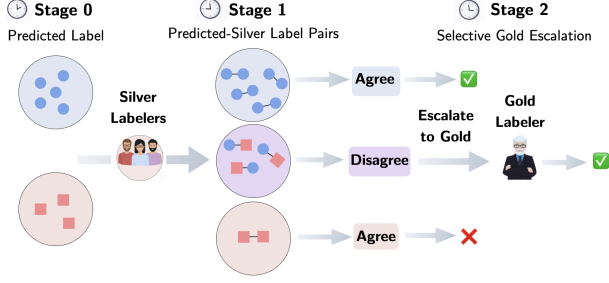 Stage 0
Predicted Label
Stage 1
Predicted-Silver Label Pairs
Stage 2
Selective Gold Escalation
Silver
Labelers
Agree
Disagree
Agree
Escalate
to Gold
Gold
Labeler